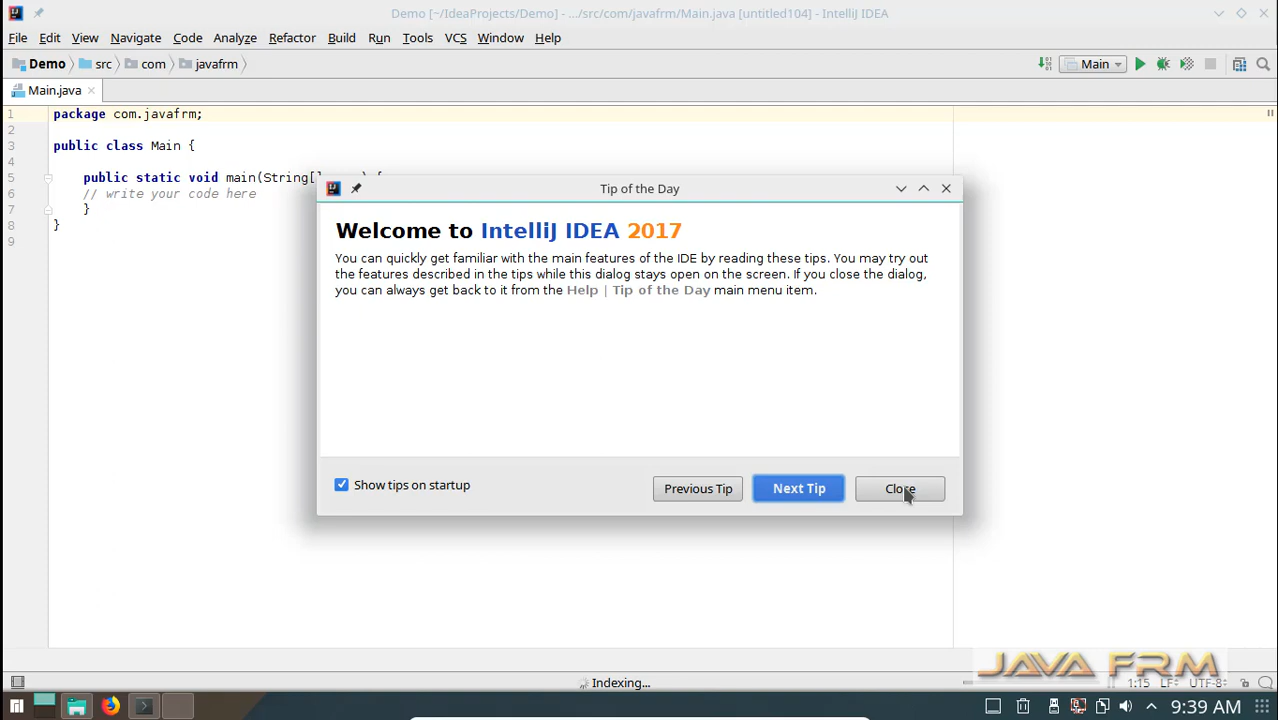 Demo [~/IdeaProjects/Demo] - .../src/com/javafrm/Main.java [untitled104] - IntelliJ IDEA
File Edit View Navigate Code Analyze Refactor Build Run Tools VCS Window Help
Demo src com javafrm Main
Main.java
1 package com.javafrm;
2
3 public class Main {
4
5 public static void main(String[] {
6 // write your code here
7 }
8 }
9
Tip of the Day
Welcome to IntelliJ IDEA 2017
You can quickly get familiar with the main features of the IDE by reading these tips. You may try out
the features described in the tips while this dialog stays open on the screen. If you close the dialog,
you can always get back to it from the Help | Tip of the Day main menu item.
Show tips on startup Previous Tip Next Tip Close
JAVA FRM
Indexing... 1:15 LF÷ UTF-8÷
9:39 AM